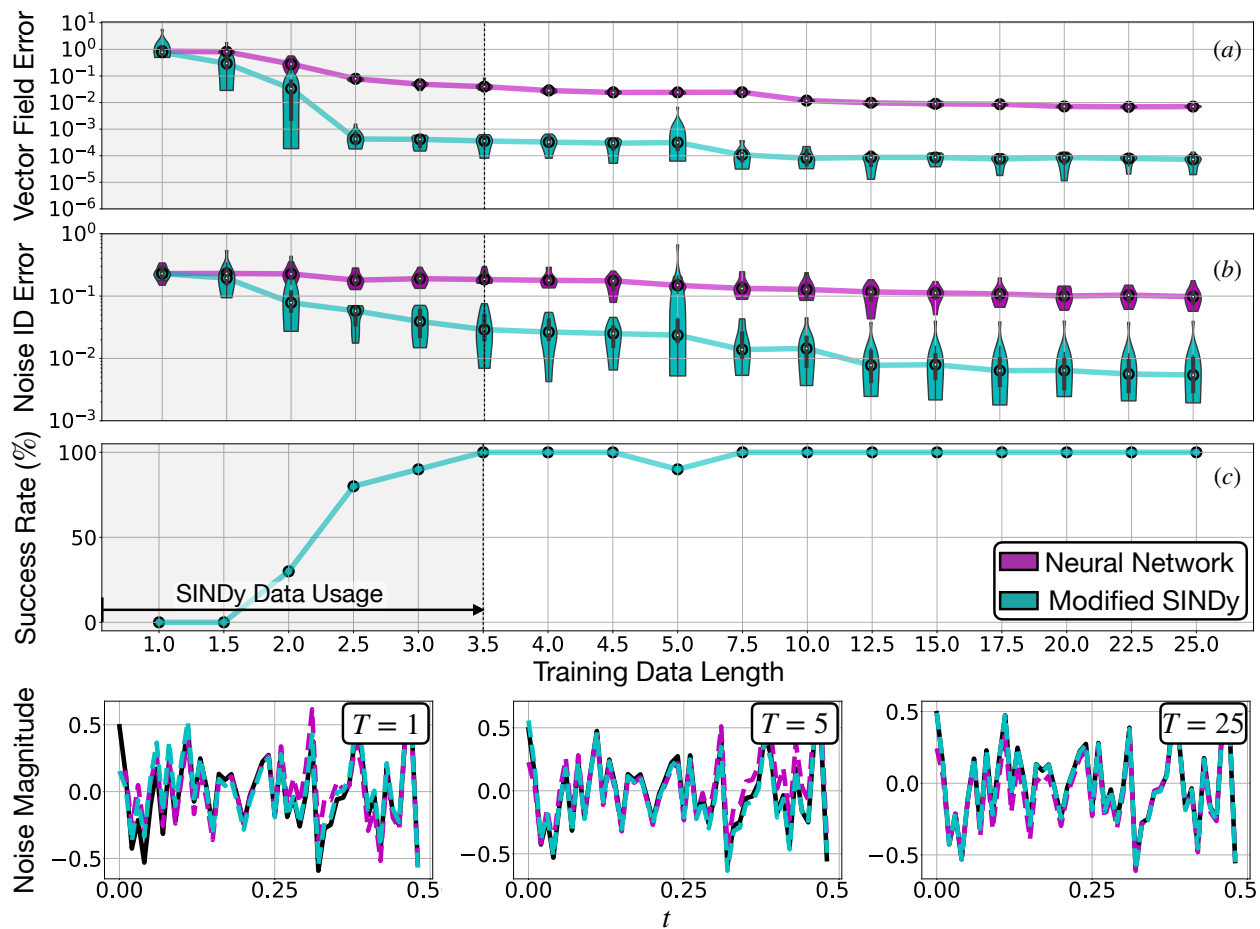 Vector Field Error
10^1
10^0
10^-1
10^-2
10^-3
10^-4
10^-5
10^-6
(a)
Noise ID Error
10^0
10^-1
10^-2
10^-3
(b)
Success Rate (%)
100
50
0
(c)
SINDy Data Usage
Neural Network
Modified SINDy
1.0 1.5 2.0 2.5 3.0 3.5 4.0 4.5 5.0 7.5 10.0 12.5 15.0 17.5 20.0 22.5 25.0
Training Data Length
Noise Magnitude
0.5
0.0
−0.5
T = 1
0.00 0.25 0.5
0.5
0.0
−0.5
T = 5
0.00 0.25 0.5
0.5
0.0
−0.5
T = 25
0.00 0.25 0.5
t